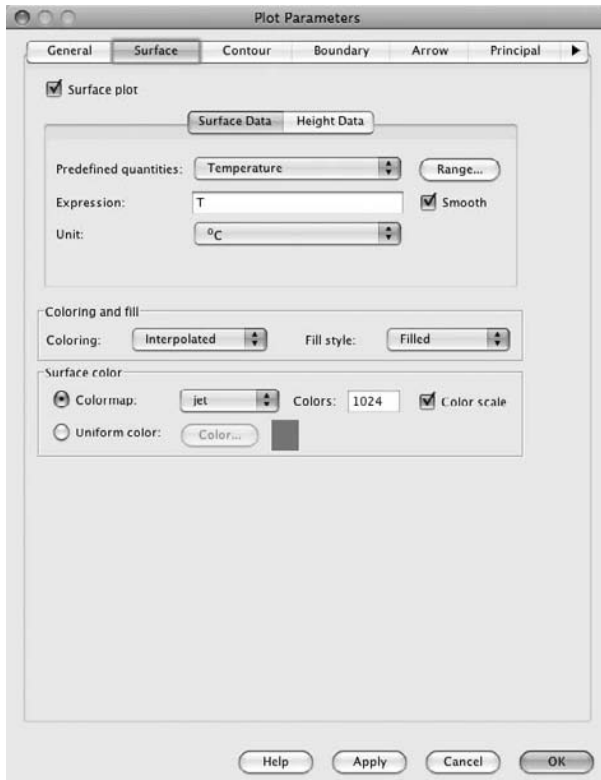 Plot Parameters
General Surface Contour Boundary Arrow Principal
Surface plot
Surface Data Height Data
Predefined quantities: Temperature Range...
Expression: T Smooth
Unit: ºC
Coloring and fill
Coloring: Interpolated Fill style: Filled
Surface color
Colormap: jet Colors: 1024 Color scale
Uniform color: Color...
Help Apply Cancel OK